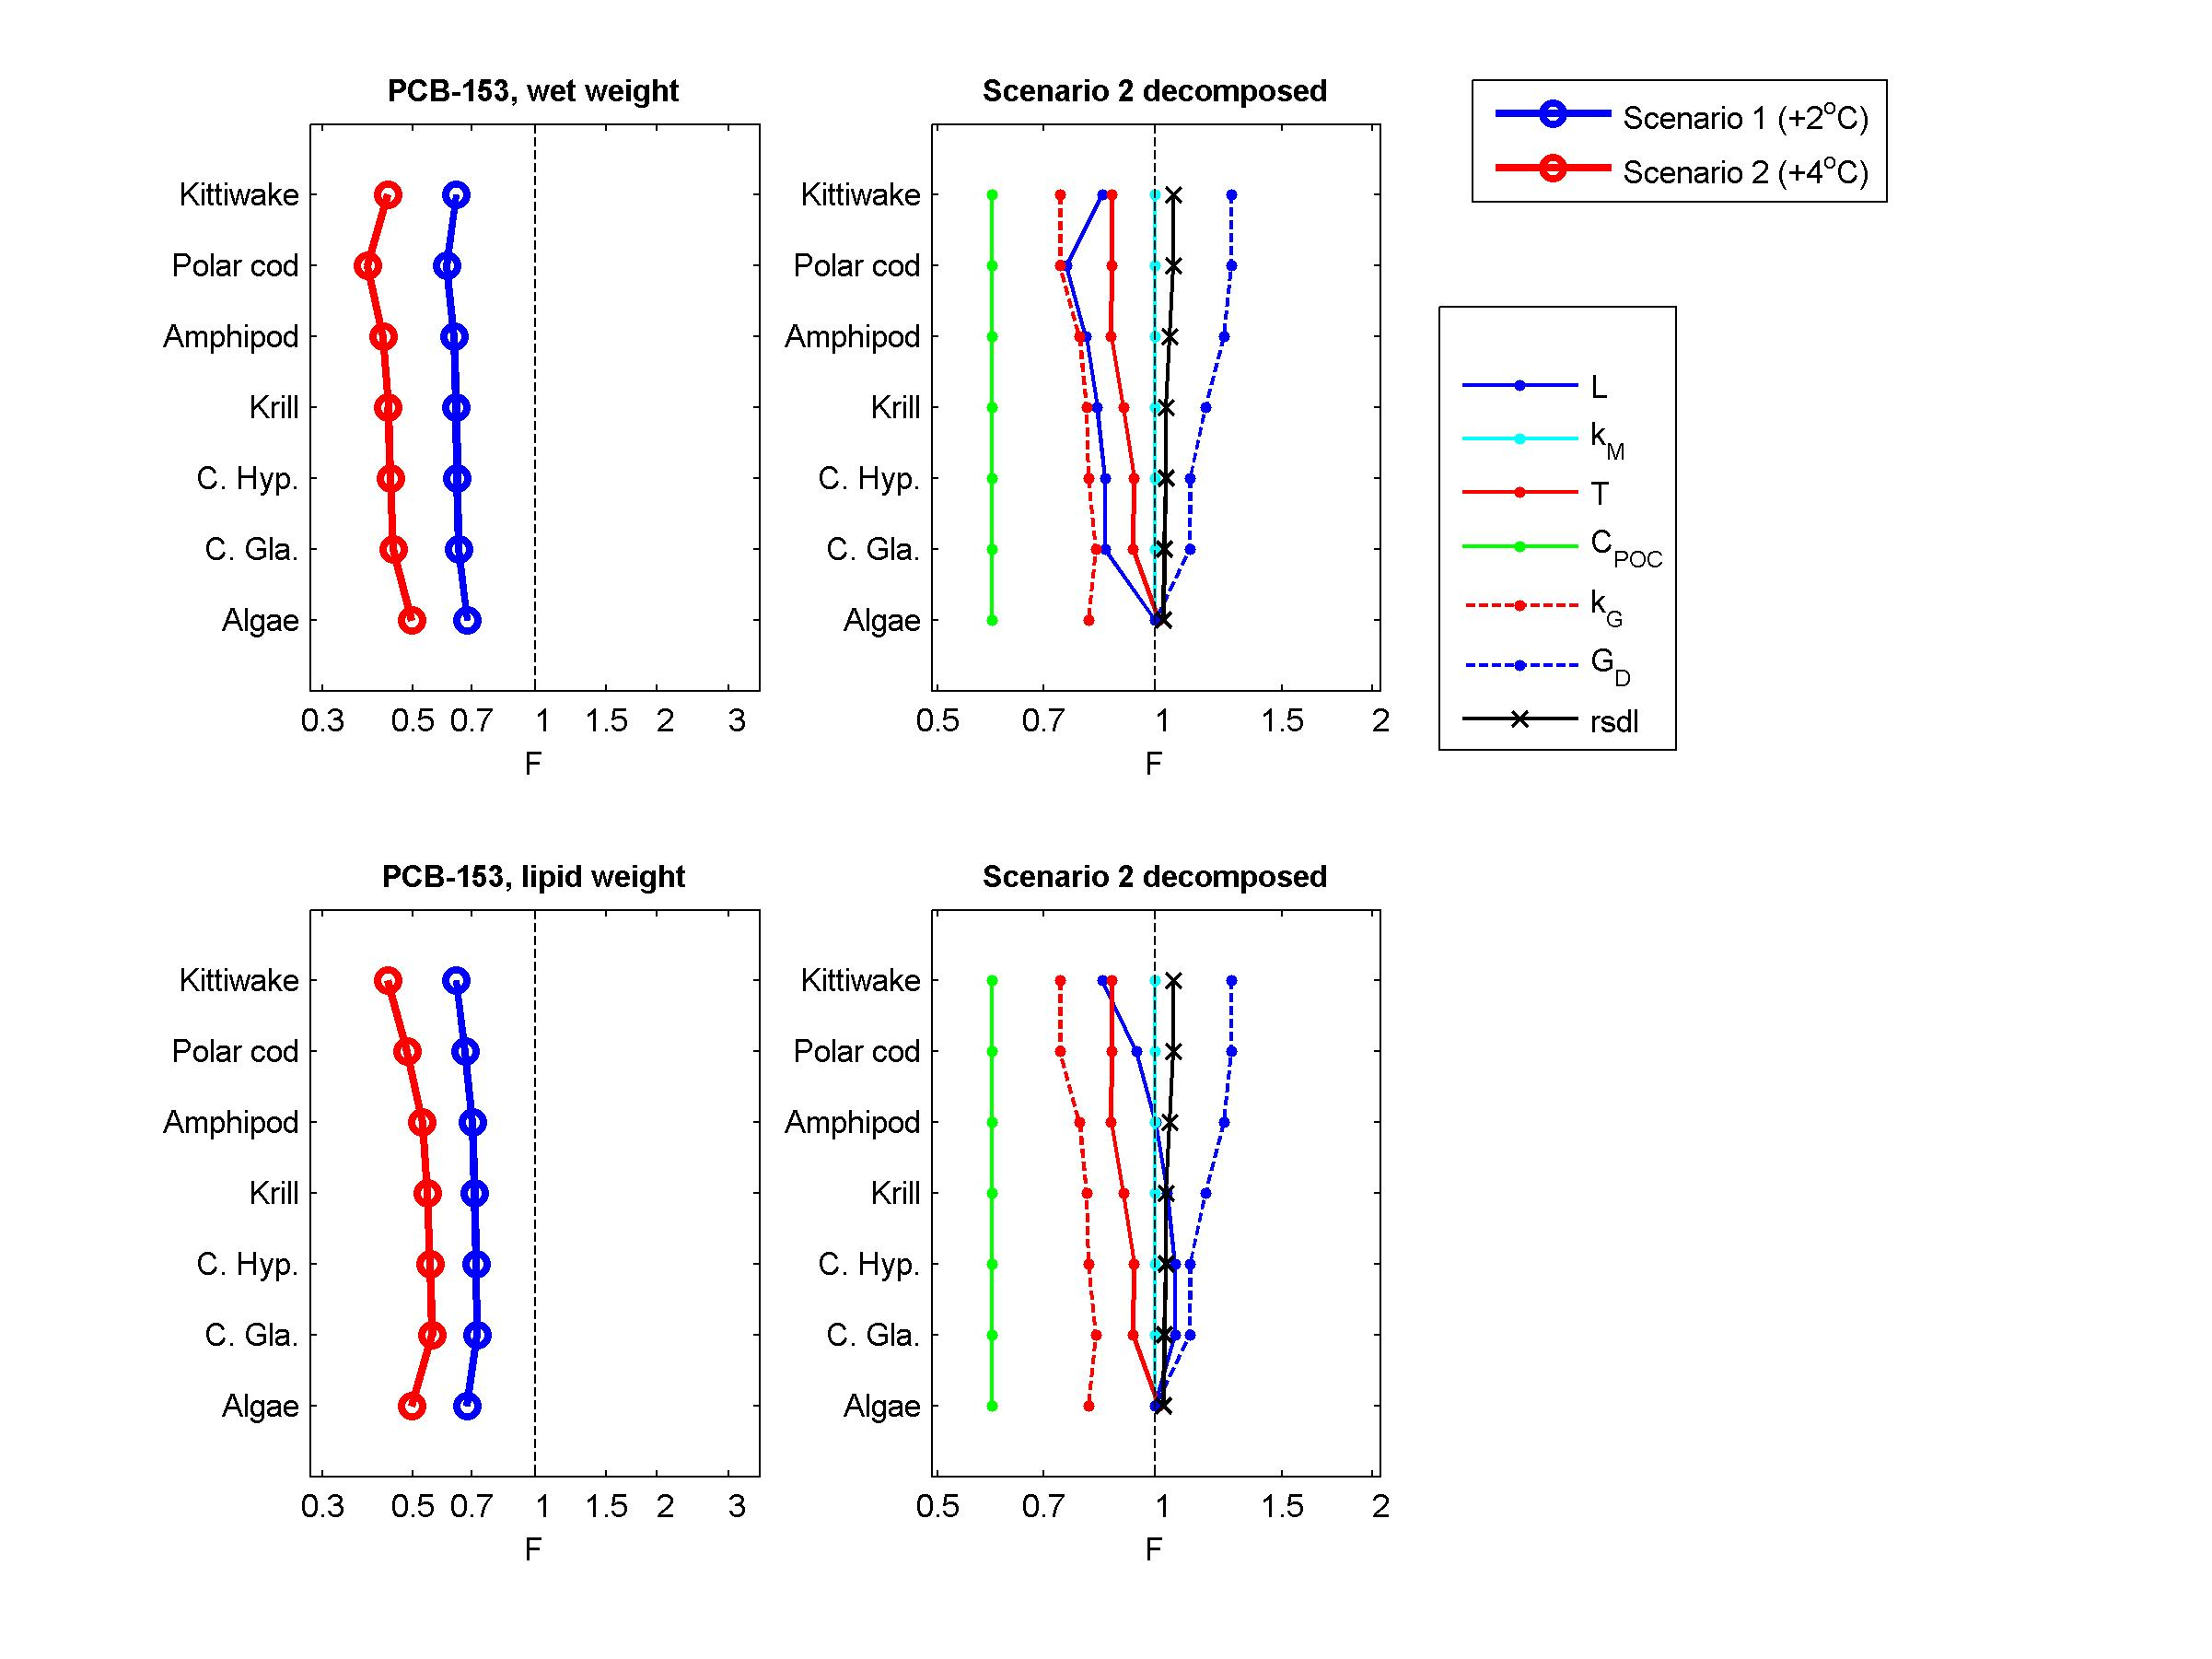 PCB-153, wet weight
Kittiwake
Polar cod
Amphipod
Krill
C. Hyp.
C. Gla.
Algae
0.3 0.5 0.7 1 1.5 2 3
F
Scenario 2 decomposed
Kittiwake
Polar cod
Amphipod
Krill
C. Hyp.
C. Gla.
Algae
0.5 0.7 1 1.5 2
F
Scenario 1 (+2°C)
Scenario 2 (+4°C)
L
kM
T
CPOC
kG
GD
rsdl
PCB-153, lipid weight
Kittiwake
Polar cod
Amphipod
Krill
C. Hyp.
C. Gla.
Algae
0.3 0.5 0.7 1 1.5 2 3
F
Scenario 2 decomposed
Kittiwake
Polar cod
Amphipod
Krill
C. Hyp.
C. Gla.
Algae
0.5 0.7 1 1.5 2
F